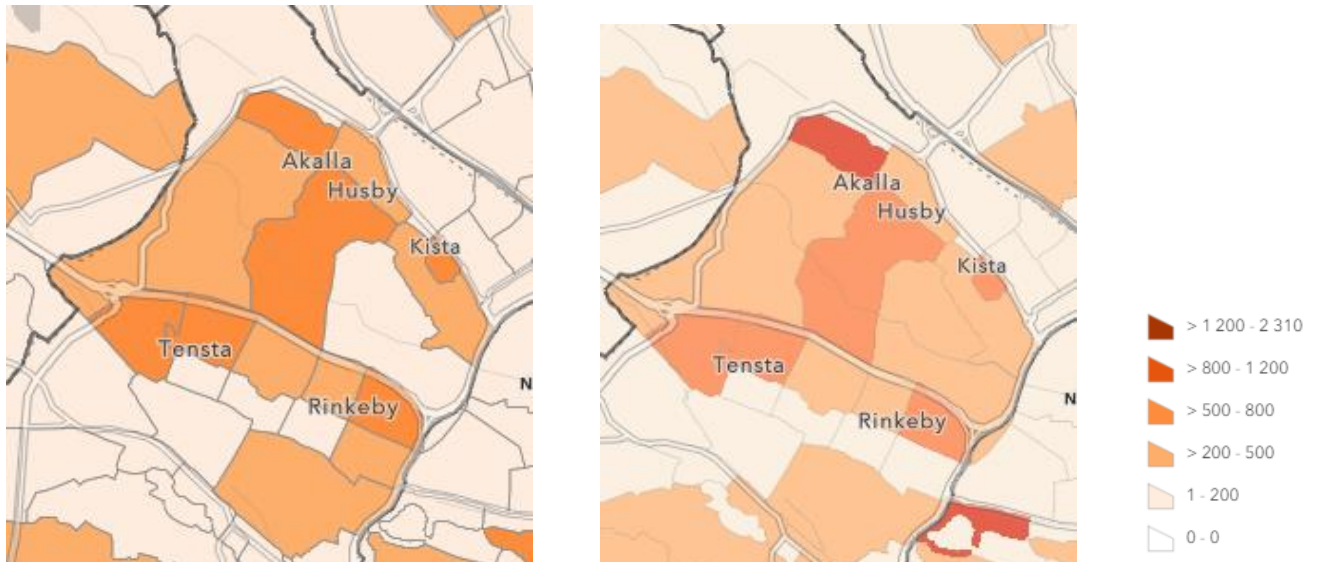 Akalla
Husby
Kista
Tensta
Rinkeby
N
Akalla
Husby
Kista
Tensta
Rinkeby
N
> 1 200 - 2 310
> 800 - 1 200
> 500 - 800
> 200 - 500
1 - 200
0 - 0